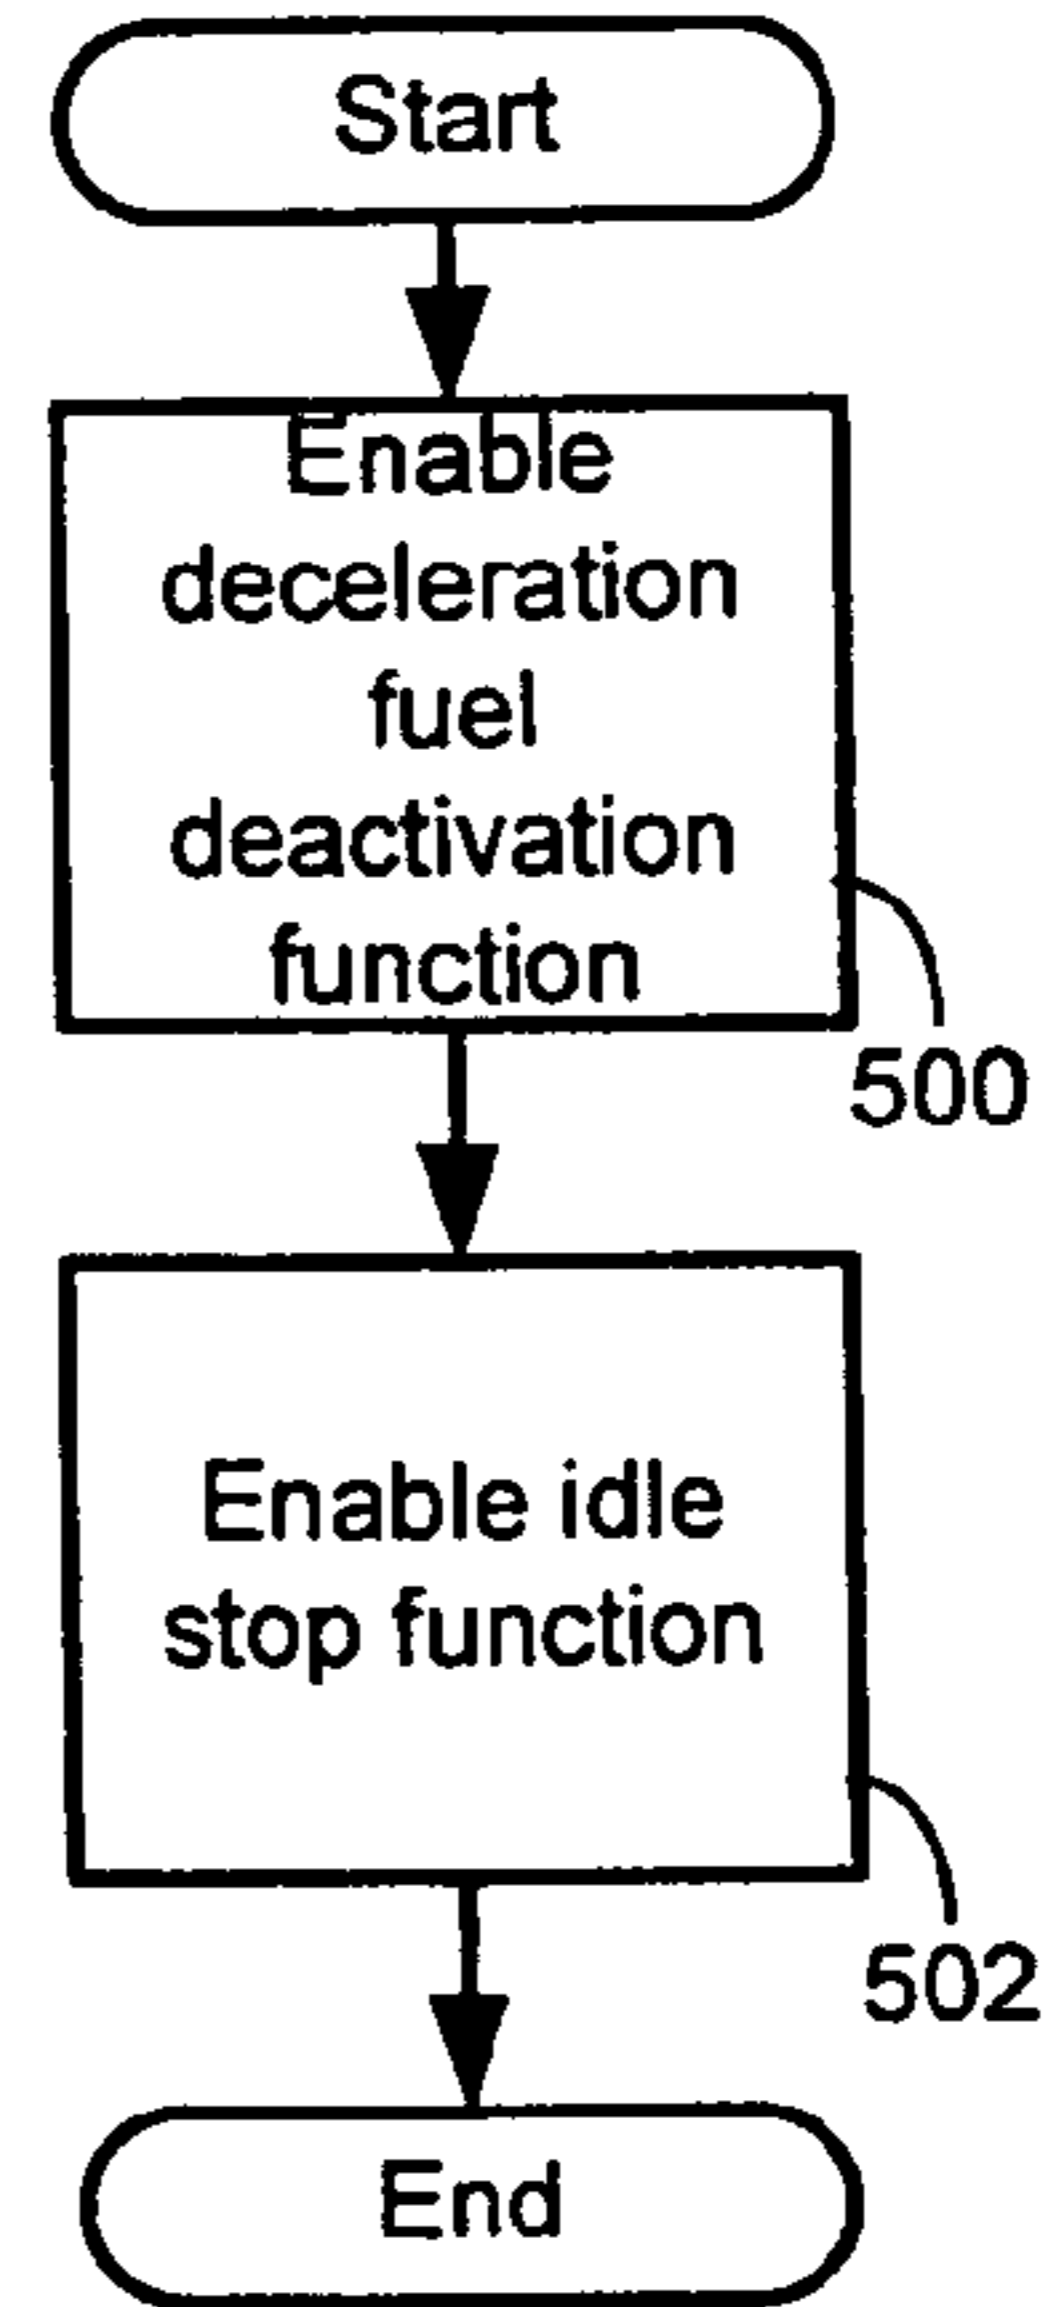 Start
Enable
deceleration
fuel
deactivation
function
500
Enable idle
stop function
502
End